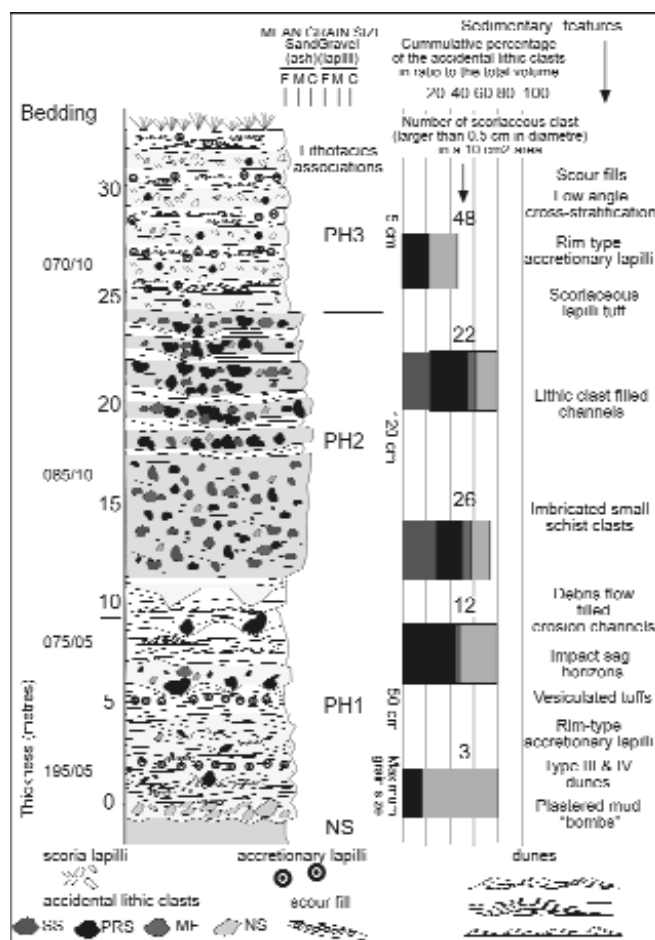 MEAN GRAIN SIZE
Sand Gravel
(ash) (lapilli)
F M C F M C
Sedimentary features
Cummulative percentage
of the accidental lithic clasts
in ratio to the total volume
20 40 60 80 100
Bedding
Lithofacies
associations
Number of scoriaceous clast
(larger than 0.5 cm in diametre)
in a 10 cm2 area
30
070/10
25
20
085/10
15
10
075/05
5
195/05
0
Thickness (metres)
PH3
PH2
PH1
NS
5 cm
120 cm
50 cm
Maximum
grain size
48
22
26
12
3
Scour fills
Low angle
cross-stratification
Rim type
accretionary lapilli
Scoriaceous
lapilli tuff
Lithic clast filled
channels
Imbricated small
schist clasts
Debris flow
filled
erosion channels
Impact sag
horizons
Vesiculated tuffs
Rim-type
accretionary lapilli
Type III & IV
dunes
Plastered mud
"bombs"
scoria lapilli
accretionary lapilli
dunes
accidental lithic clasts
scour fill
SS PRS MF NS